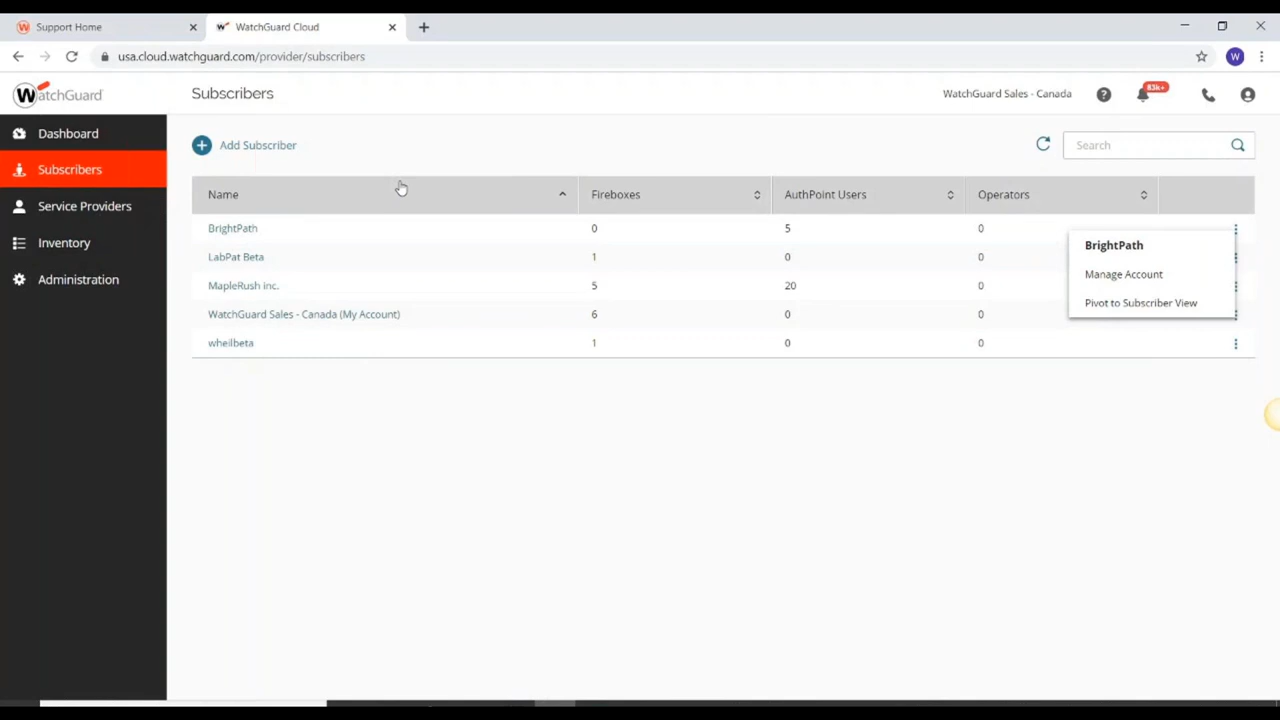 Support Home
WatchGuard Cloud
usa.cloud.watchguard.com/provider/subscribers
W
WatchGuard
Subscribers
WatchGuard Sales - Canada
83k+
Dashboard
Subscribers
Service Providers
Inventory
Administration
Add Subscriber
Search
Name Fireboxes AuthPoint Users Operators
BrightPath 0 5 0
LabPat Beta 1 0 0
MapleRush inc. 5 20 0
WatchGuard Sales - Canada (My Account) 6 0 0
wheilbeta 1 0 0
BrightPath
Manage Account
Pivot to Subscriber View